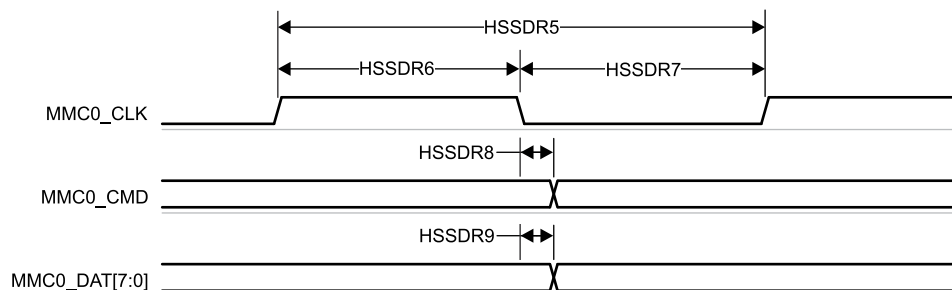 HSSDR5
HSSDR6 HSSDR7
MMC0_CLK
HSSDR8
MMC0_CMD
HSSDR9
MMC0_DAT[7:0]